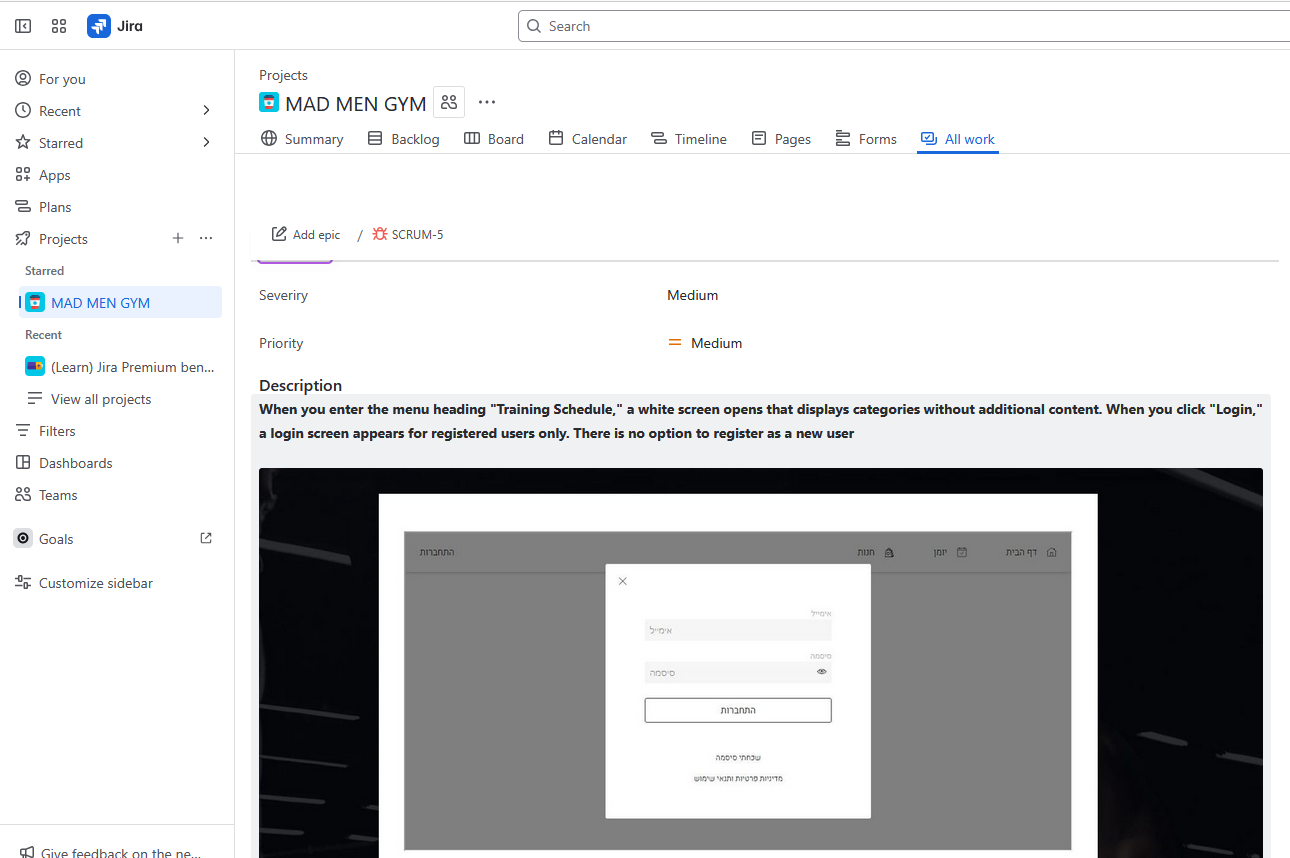 Jira
Search
For you
Recent
Starred
Apps
Plans
Projects
Starred
MAD MEN GYM
Recent
(Learn) Jira Premium ben...
View all projects
Filters
Dashboards
Teams
Goals
Customize sidebar
Give feedback on the ne...
Projects
MAD MEN GYM
Summary
Backlog
Board
Calendar
Timeline
Pages
Forms
All work
Add epic / SCRUM-5
Severiry
Medium
Priority
Medium
Description
When you enter the menu heading "Training Schedule," a white screen opens that displays categories without additional content. When you click "Login,"
a login screen appears for registered users only. There is no option to register as a new user
דף הבית
יומן
חנות
התחברות
אימייל
אימייל
סיסמה
סיסמה
התחברות
שכחתי סיסמה
מדיניות פרטיות ותנאי שימוש